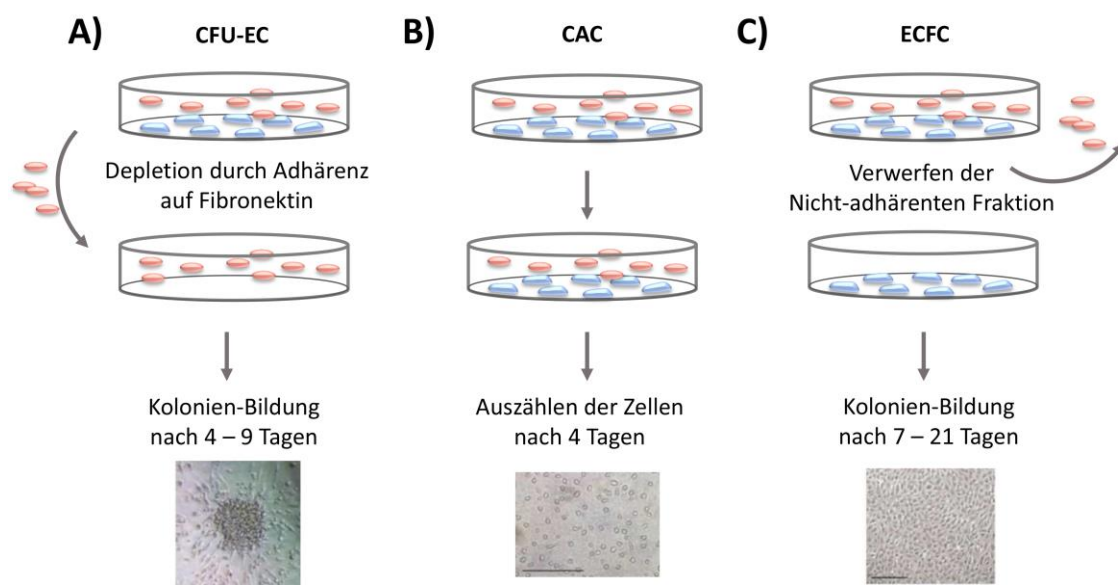 A)
CFU-EC
Depletion durch Adhärenz
auf Fibronektin
Kolonien-Bildung
nach 4 – 9 Tagen
B)
CAC
Auszählen der Zellen
nach 4 Tagen
C)
ECFC
Verwerfen der
Nicht-adhärenten Fraktion
Kolonien-Bildung
nach 7 – 21 Tagen